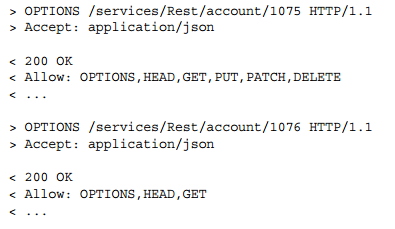 > OPTIONS /services/Rest/account/1075 HTTP/1.1
> Accept: application/json
< 200 OK
< Allow: OPTIONS,HEAD,GET,PUT,PATCH,DELETE
< ...
> OPTIONS /services/Rest/account/1076 HTTP/1.1
> Accept: application/json
< 200 OK
< Allow: OPTIONS,HEAD,GET
< ...